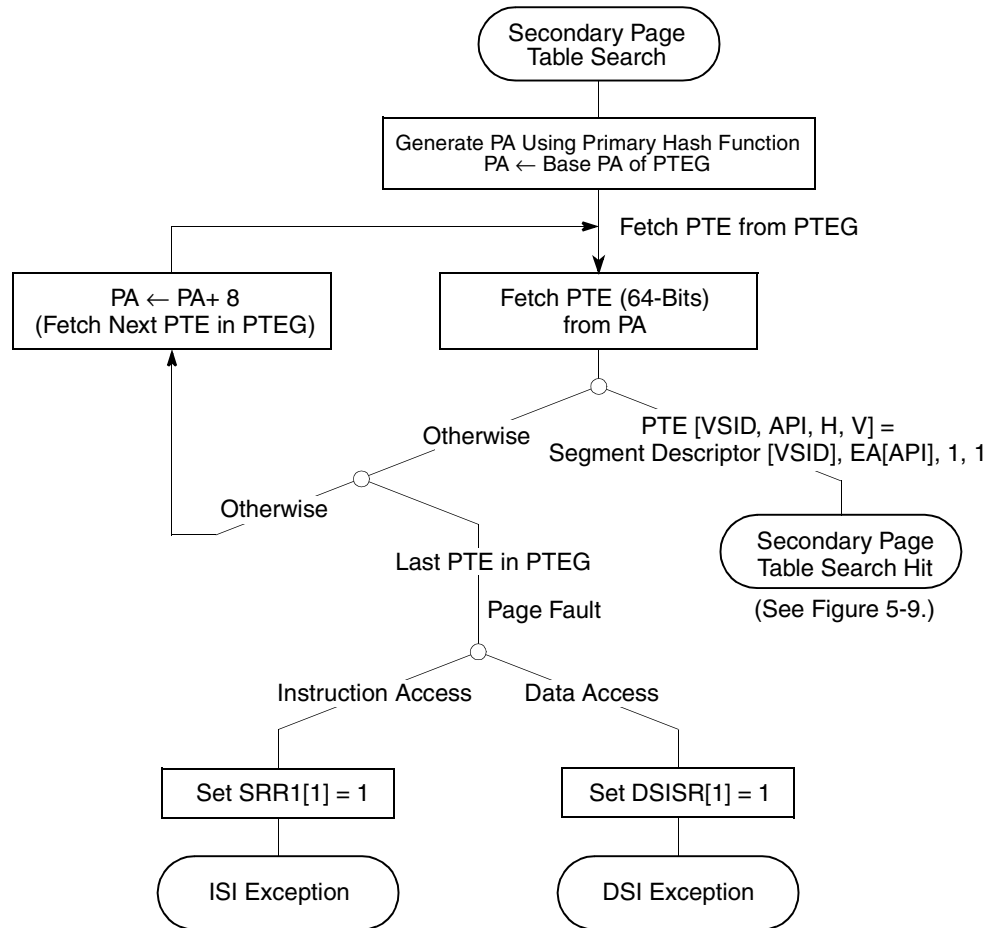 Secondary Page
Table Search
Generate PA Using Primary Hash Function
PA ← Base PA of PTEG
Fetch PTE from PTEG
PA ← PA+ 8
(Fetch Next PTE in PTEG)
Fetch PTE (64-Bits)
from PA
Otherwise
PTE [VSID, API, H, V] =
Segment Descriptor [VSID], EA[API], 1, 1
Otherwise
Secondary Page
Table Search Hit
(See Figure 5-9.)
Last PTE in PTEG
Page Fault
Instruction Access
Data Access
Set SRR1[1] = 1
Set DSISR[1] = 1
ISI Exception
DSI Exception